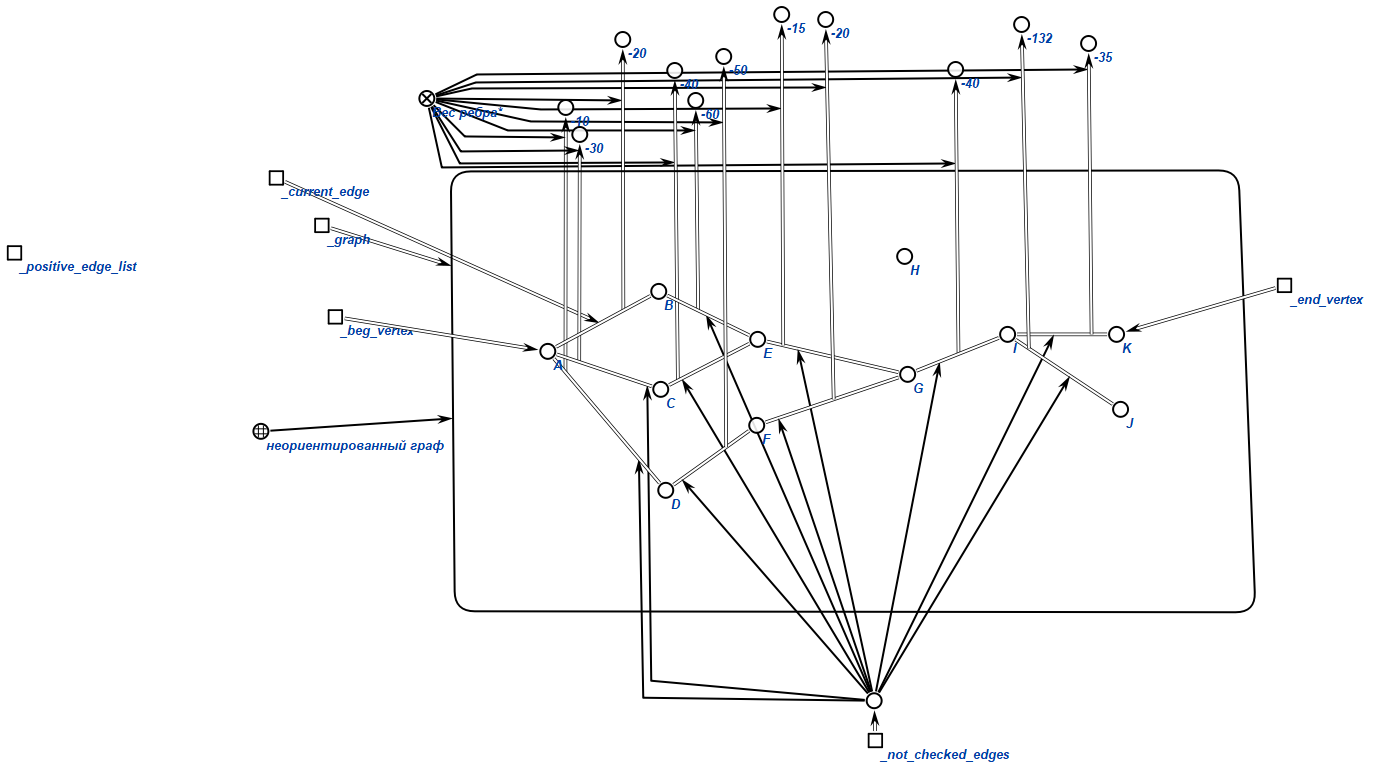 -15
-20
-132
-20
-35
-50
-40
-40
Вес ребра*
-10
-60
-30
_current_edge
_graph
_positive_edge_list
H
_end_vertex
B
_beg_vertex
I
K
E
A
G
C
J
F
неориентированный граф
D
_not_checked_edges